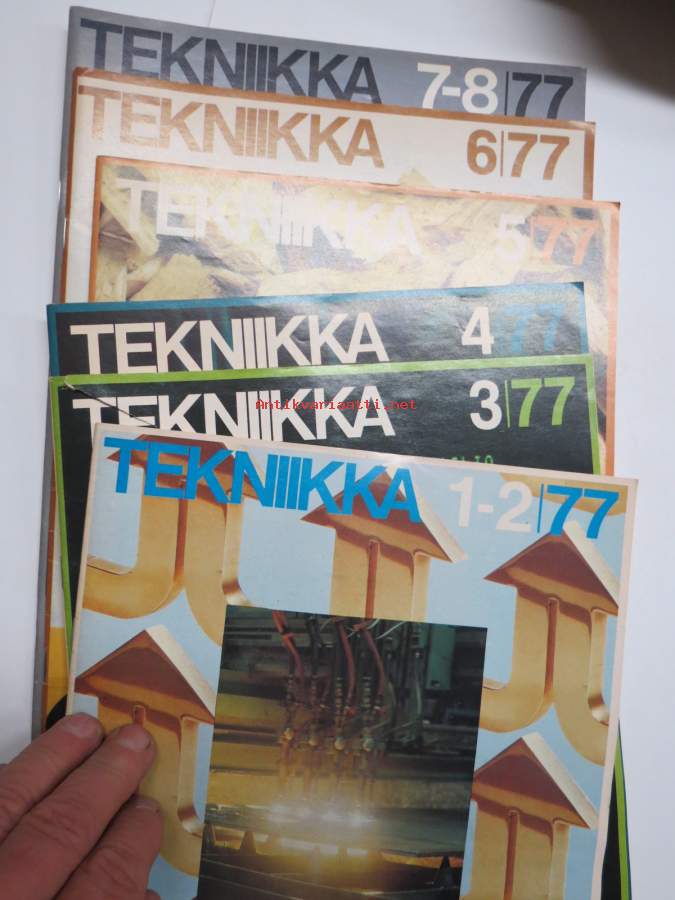 TEKNIIKKA 7-8|77
TEKNIIKKA 6|77
TEKNIIKKA 5|77
TEKNIIKKA 4|77
Antikvariaatti.net
TEKNIIKKA 3|77
TEKNIIKKA 1-2|77